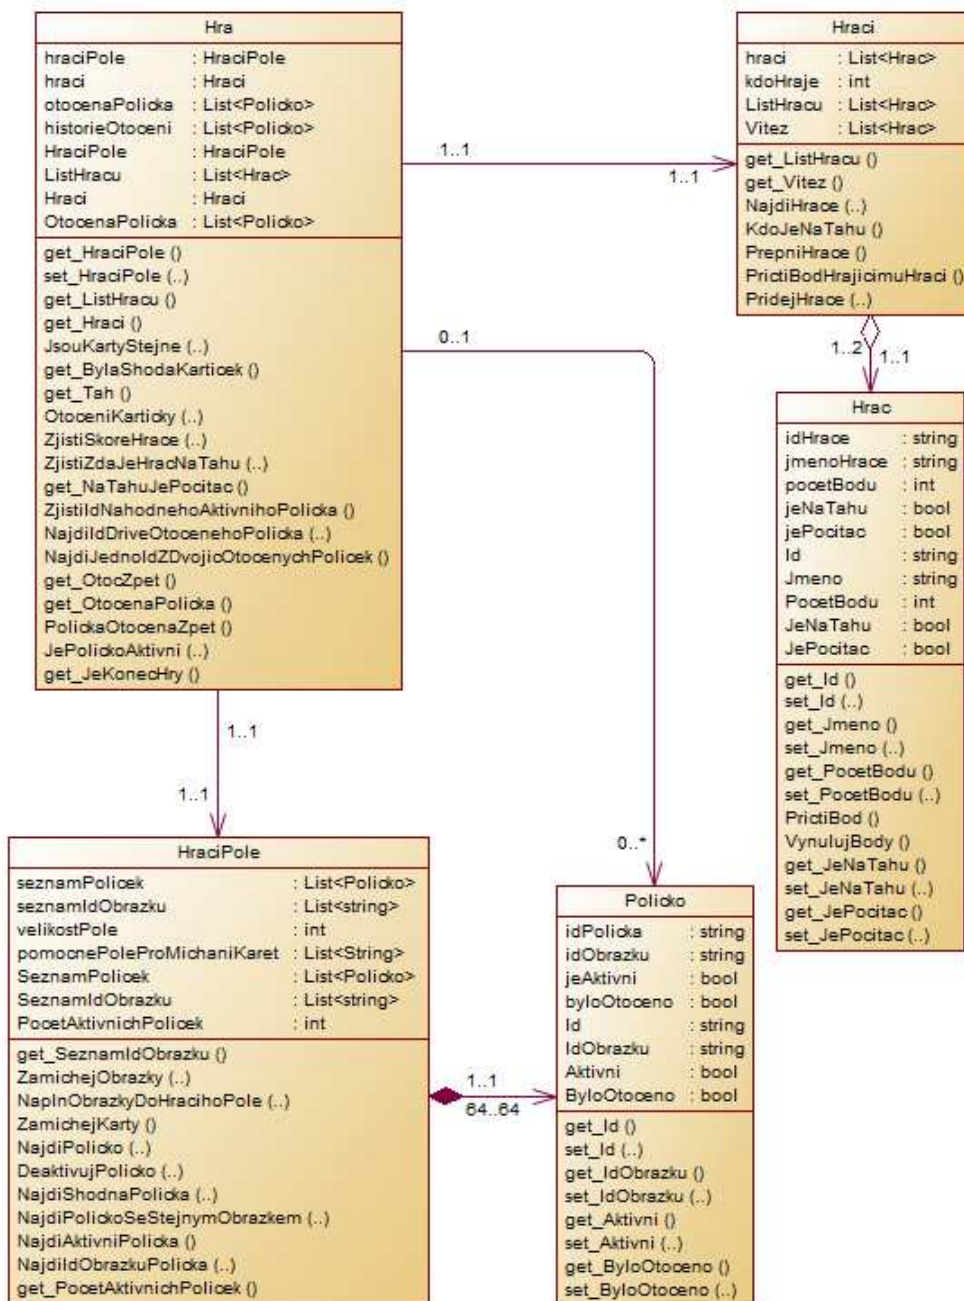 Hra
hraciPole : HraciPole
hraci : Hraci
otocenaPolicka : List<Policko>
historieOtoceni : List<Policko>
HraciPole : HraciPole
ListHracu : List<Hrac>
Hraci : Hraci
OtocenaPolicka : List<Policko>
get_HraciPole ()
set_HraciPole (..)
get_ListHracu ()
get_Hraci ()
JsouKartyStejne (..)
get_BylaShodaKarticek ()
get_Tah ()
OtoceniKarticky (..)
ZjistiSkoreHrace (..)
ZjistiZdaJeHracNaTahu (..)
get_NaTahuJePocitac ()
ZjistiIdNahodnehoAktivnihoPolicka ()
NajdiIdDriveOtocenehoPolicka (..)
NajdiJednoIdZDvojicOtocenychPolicek ()
get_OtocZpet ()
get_OtocenaPolicka ()
PolickaOtocenaZpet ()
JePolickoAktivni (..)
get_JeKonecHry ()
1..1
1..1
Hraci
hraci : List<Hrac>
kdoHraje : int
ListHracu : List<Hrac>
Vitez : List<Hrac>
get_ListHracu ()
get_Vitez ()
NajdiHrace (..)
KdoJeNaTahu ()
PrepniHrace ()
PrictiBodHrajicimuHraci ()
PridejHrace (..)
0..1
1..2
1..1
Hrac
idHrace : string
jmenoHrace : string
pocetBodu : int
jeNaTahu : bool
jePocitac : bool
Id : string
Jmeno : string
PocetBodu : int
JeNaTahu : bool
JePocitac : bool
get_Id ()
set_Id (..)
get_Jmeno ()
set_Jmeno (..)
get_PocetBodu ()
set_PocetBodu (..)
PrictiBod ()
VynulujBody ()
get_JeNaTahu ()
set_JeNaTahu (..)
get_JePocitac ()
set_JePocitac (..)
1..1
1..1
0..*
HraciPole
seznamPolicek : List<Policko>
seznamIdObrazku : List<string>
velikostPole : int
pomocnePoleProMichaniKaret : List<String>
SeznamPolicek : List<Policko>
SeznamIdObrazku : List<string>
PocetAktivnichPolicek : int
get_SeznamIdObrazku ()
ZamichejObrazky (..)
NaplnObrazkyDoHracihoPole (..)
ZamichejKarty ()
NajdiPolicko (..)
DeaktivujPolicko (..)
NajdiShodnaPolicka (..)
NajdiPolickoSeStejnymObrazkem (..)
NajdiAktivniPolicka ()
NajdiIdObrazkuPolicka (..)
get_PocetAktivnichPolicek ()
1..1
64..64
Policko
idPolicka : string
idObrazku : string
jeAktivni : bool
byloOtoceno : bool
Id : string
IdObrazku : string
Aktivni : bool
ByloOtoceno : bool
get_Id ()
set_Id (..)
get_IdObrazku ()
set_IdObrazku (..)
get_Aktivni ()
set_Aktivni (..)
get_ByloOtoceno ()
set_ByloOtoceno (..)